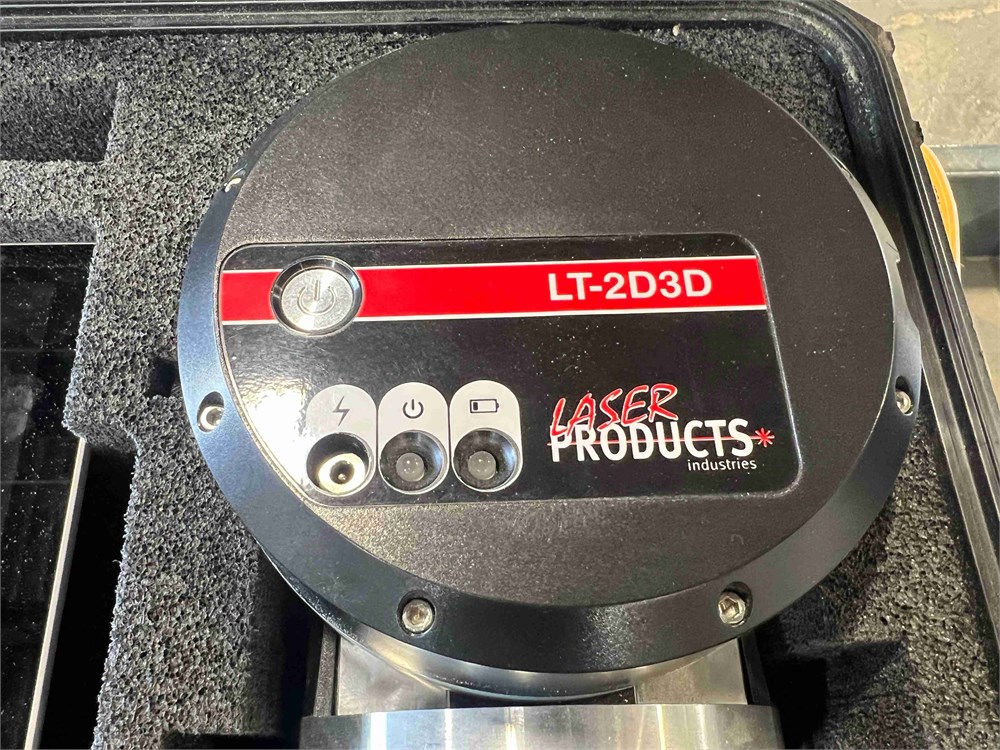 LT-2D3D
LASER
PRODUCTS
industries